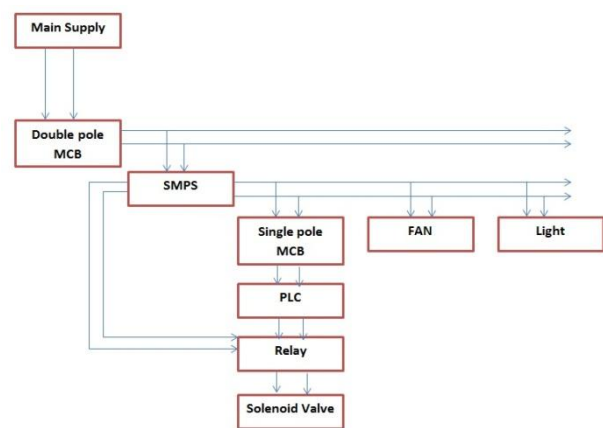 Main Supply
Double pole
MCB
SMPS
Single pole
MCB
FAN
Light
PLC
Relay
Solenoid Valve